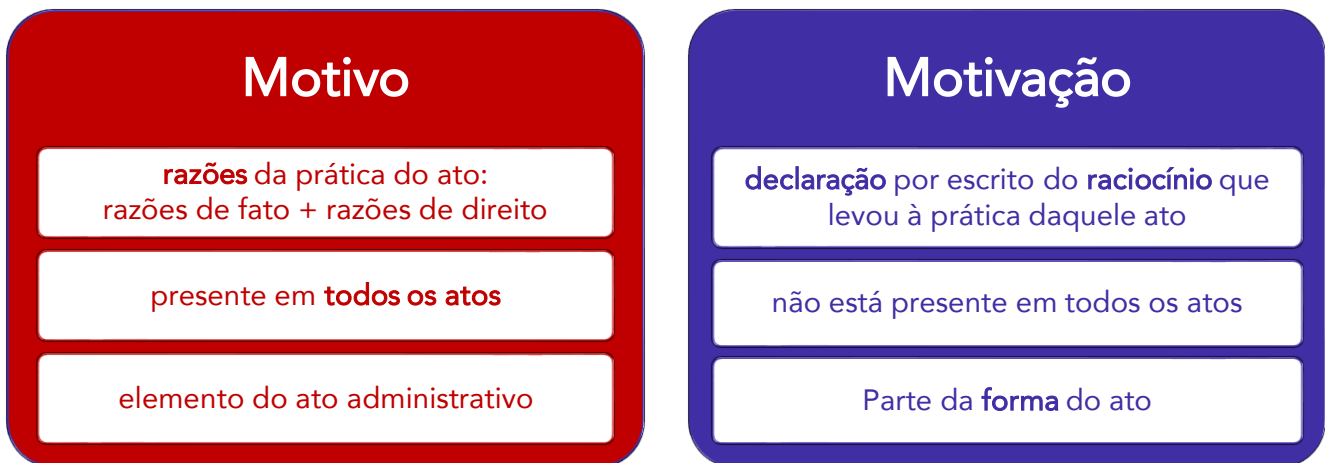 Motivo
razões da prática do ato:
razões de fato + razões de direito
presente em todos os atos
elemento do ato administrativo
Motivação
declaração por escrito do raciocínio que
levou à prática daquele ato
não está presente em todos os atos
Parte da forma do ato